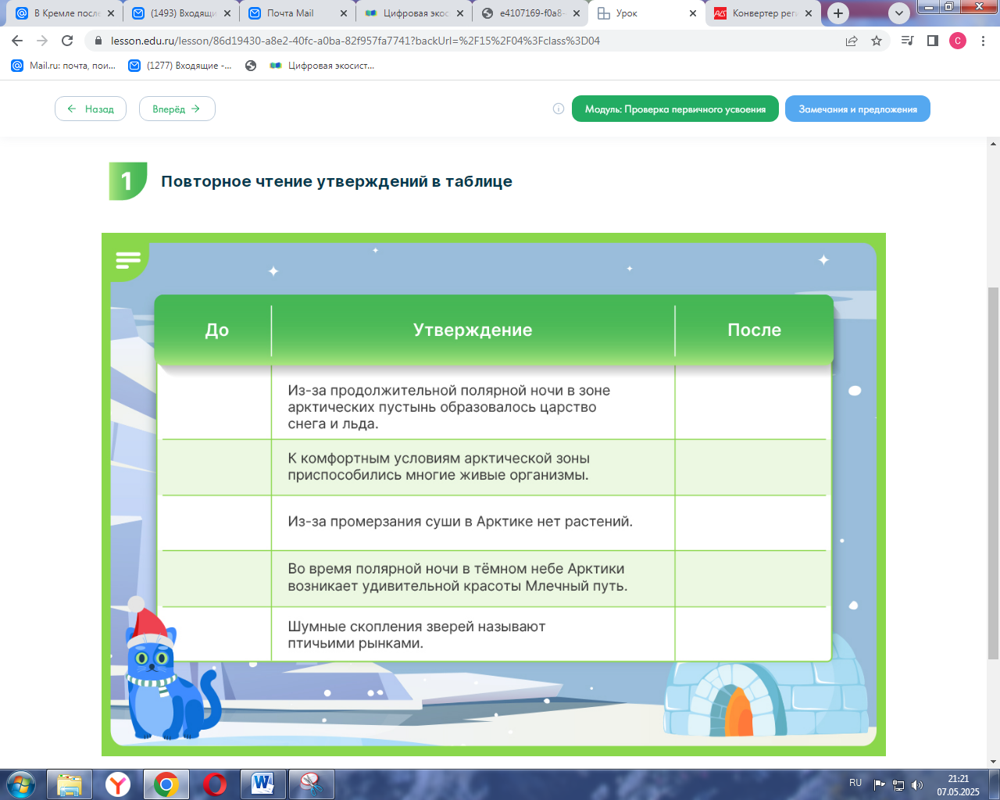 В Кремле после
(1493) Входящи
Почта Mail
Цифровая экос
e4107169-f0a8-
Урок
Конвертер рег
lesson.edu.ru/lesson/86d19430-a8e2-40fc-a0ba-82f957fa7741?backUrl=%2F15%2F04%3Fclass%3D04
С
Mail.ru: почта, пои...
(1277) Входящие -...
Цифровая экосист...
Назад
Вперёд
Модуль: Проверка первичного усвоения
Замечания и предложения
1
Повторное чтение утверждений в таблице
До
Утверждение
После
Из-за продолжительной полярной ночи в зоне
арктических пустынь образовалось царство
снега и льда.
К комфортным условиям арктической зоны
приспособились многие живые организмы.
Из-за промерзания суши в Арктике нет растений.
Во время полярной ночи в тёмном небе Арктики
возникает удивительной красоты Млечный путь.
Шумные скопления зверей называют
птичьими рынками.
RU
21:21
07.05.2025